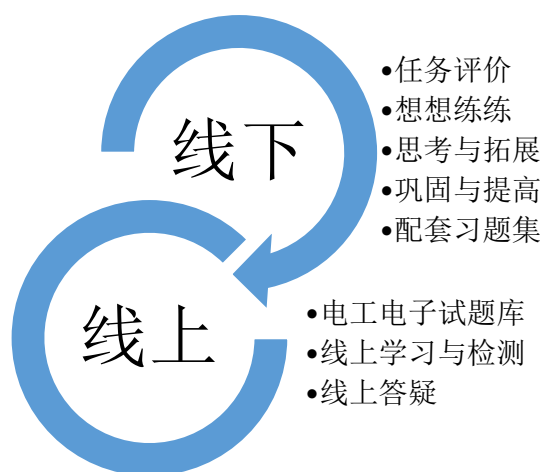 线下
•任务评价
•想想练练
•思考与拓展
•巩固与提高
•配套习题集
线上
•电工电子试题库
•线上学习与检测
•线上答疑